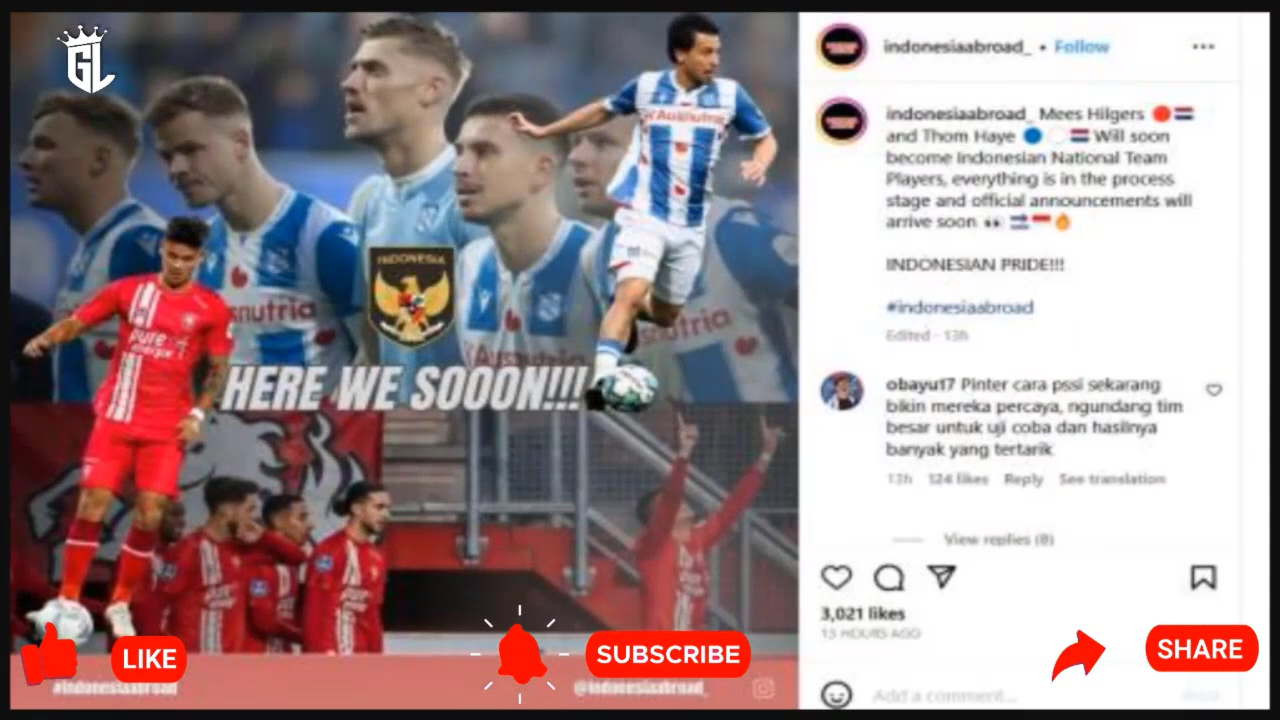 GL
indonesiaabroad_ • Follow
indonesiaabroad_ Mees Hilgers 🔴🇳🇱
and Thom Haye 🔵⚪🇳🇱 Will soon
become Indonesian National Team
Players, everything is in the process
stage and official announcements will
arrive soon 👀 🇳🇱🇮🇩🔥
INDONESIAN PRIDE!!!
#indonesiaabroad
Edited · 13h
obayu17 Pinter cara pssi sekarang
bikin mereka percaya, ngundang tim
besar untuk uji coba dan hasilnya
banyak yang tertarik
13h 124 likes Reply See translation
View replies (8)
3,021 likes
13 HOURS AGO
Add a comment...
INDONESIA
HERE WE SOOON!!!
pure
energie
Ausnutria
LIKE
SUBSCRIBE
SHARE
#indonesiaabroad
@indonesiaabroad_